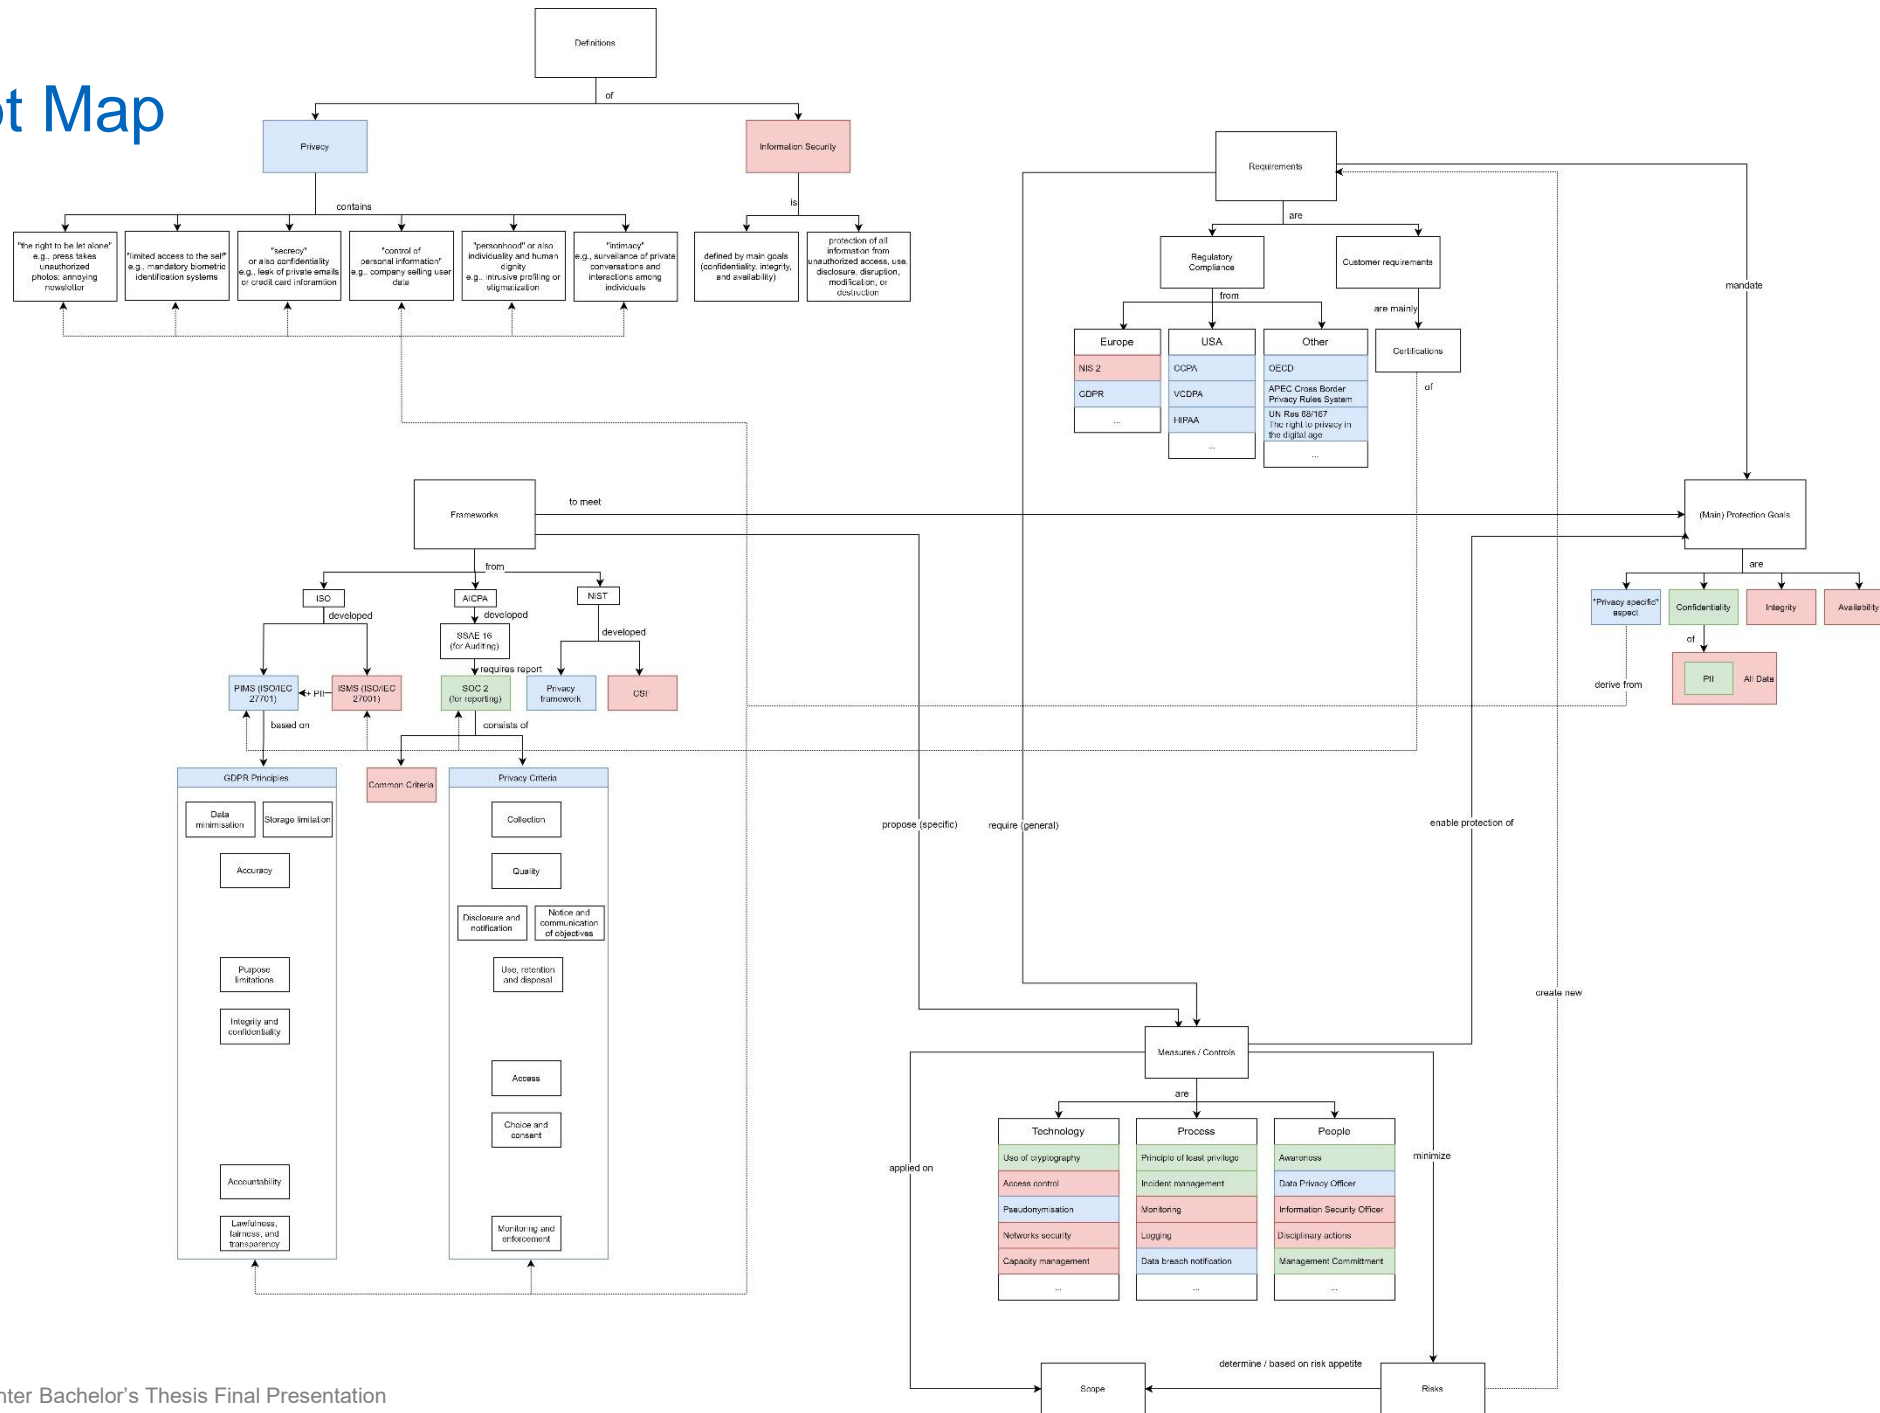 ot Map
Definitions
of
Privacy
Information Security
contains
is
"the right to be let alone"
e.g., press takes
unauthorized
photos; annoying
newsletter
"limited access to the self"
e.g., mandatory biometric
identification systems
"secrecy"
or also confidentiality
e.g., leak of private emails
or credit card inforamtion
"control of
personal information"
e.g., company selling user
data
"personhood" or also
individuality and human
dignity
e.g., intrusive profiling or
stigmatization
"intimacy"
e.g., surveilance of private
conversations and
interactions among
individuals
defined by main goals
(confidentiality, integrity,
and availability)
protection of all
information from
unauthorized access, use,
disclosure, disruption,
modification, or
destruction
Requirements
are
Regulatory
Compliance
Customer requirements
from
are mainly
mandate
Europe
NIS 2
GDPR
...
USA
CCPA
VCDPA
HIPAA
...
Other
OECD
APEC Cross Border
Privacy Rules System
UN Res 68/167
The right to privacy in
the digital age
...
Certifications
of
Frameworks
to meet
(Main) Protection Goals
from
are
ISO
AICPA
NIST
developed
developed
developed
SSAE 16
(for Auditing)
requires report
PIMS (ISO/IEC
27701)
+ PII
ISMS (ISO/IEC
27001)
SOC 2
(for reporting)
Privacy
framework
CSF
based on
consists of
"Privacy specific"
aspect
Confidentiality
Integrity
Availability
of
PII
All Data
derive from
GDPR Principles
Data
minimisation
Storage limitation
Accuracy
Purpose
limitations
Integrity and
confidentiality
Accountability
Lawfulness,
fairness, and
transparency
Common Criteria
Privacy Criteria
Collection
Quality
Disclosure and
notification
Notice and
communication
of objectives
Use, retention
and disposal
Access
Choice and
consent
Monitoring and
enforcement
propose (specific)
require (general)
enable protection of
create new
Measures / Controls
are
applied on
minimize
Technology
Use of cryptography
Access control
Pseudonymisation
Networks security
Capacity management
...
Process
Principle of least privilege
Incident management
Monitoring
Logging
Data breach notification
...
People
Awareness
Data Privacy Officer
Information Security Officer
Disciplinary actions
Management Committment
...
determine / based on risk appetite
Scope
Risks
nter Bachelor's Thesis Final Presentation